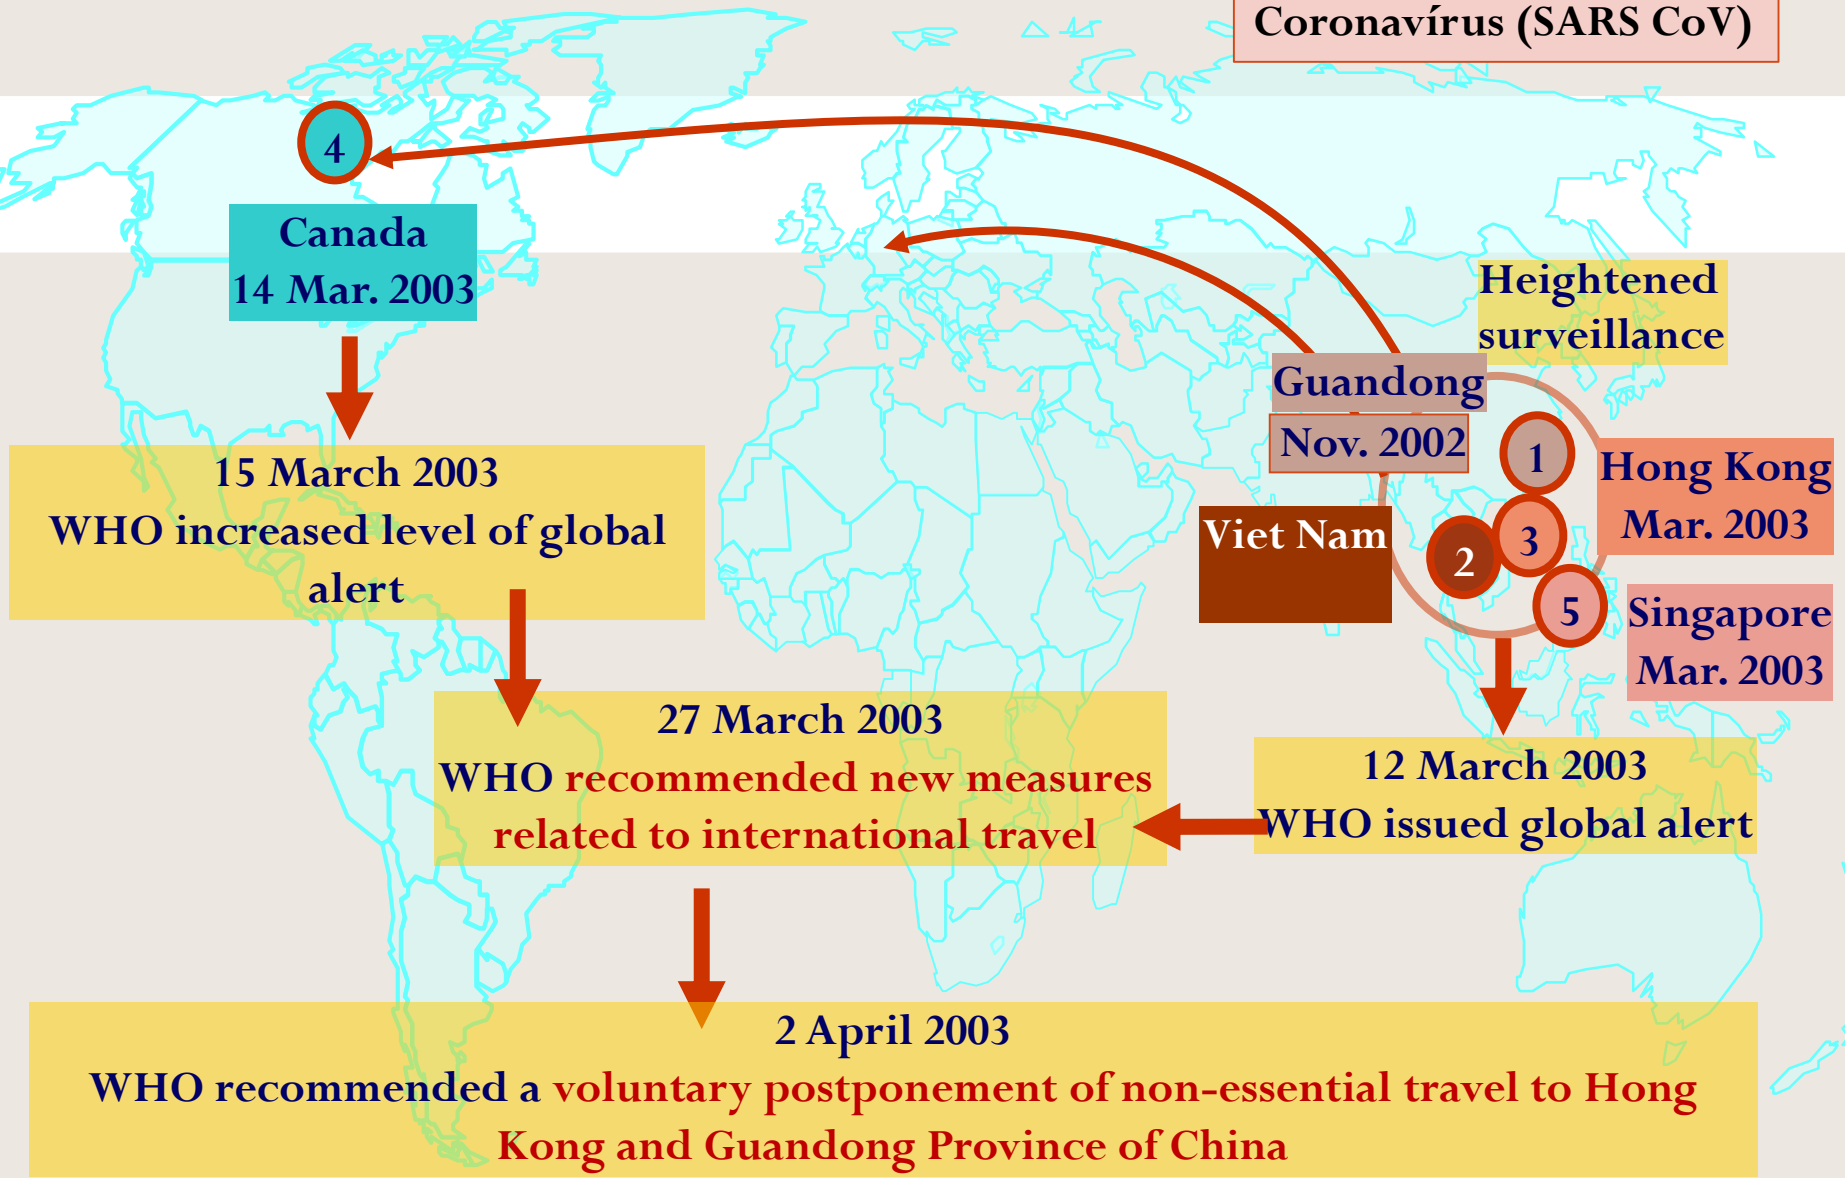 Coronavírus (SARS CoV)
4
Canada
14 Mar. 2003
Heightened
surveillance
Guandong
Nov. 2002
1
Hong Kong
Mar. 2003
15 March 2003
WHO increased level of global
alert
Viet Nam
2
3
5
Singapore
Mar. 2003
27 March 2003
WHO recommended new measures
related to international travel
12 March 2003
WHO issued global alert
2 April 2003
WHO recommended a voluntary postponement of non-essential travel to Hong
Kong and Guandong Province of China